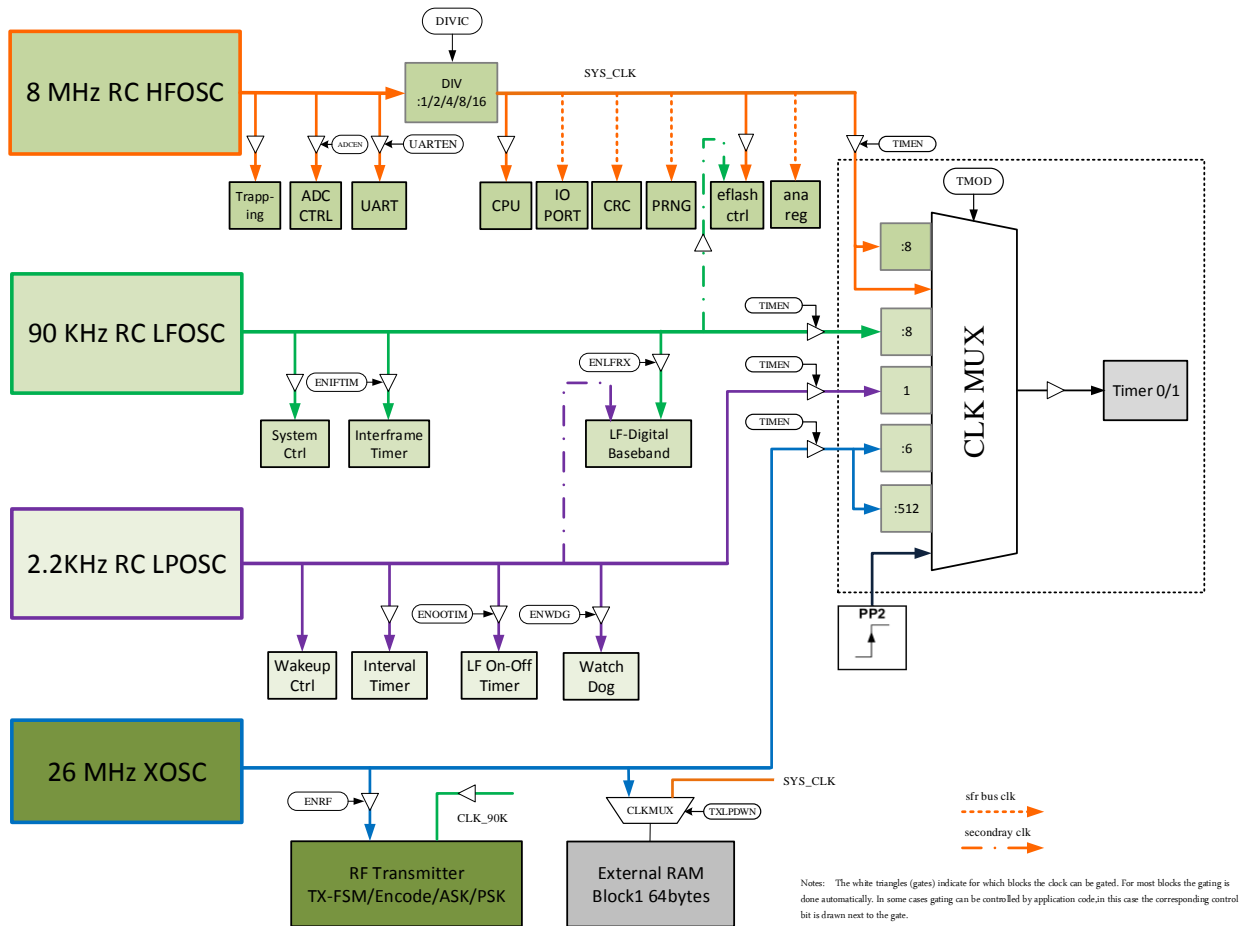 DIVIC
8 MHz RC HFOSC
DIV
:1/2/4/8/16
SYS_CLK
ADCEN
UARTEN
TIMEN
Trapp-
ing
ADC
CTRL
UART
CPU
IO
PORT
CRC
PRNG
eflash
ctrl
ana
reg
TMOD
:8
90 KHz RC LFOSC
TIMEN
:8
ENIFTIM
ENLFRX
TIMEN
1
CLK MUX
Timer 0/1
System
Ctrl
Interframe
Timer
LF-Digital
Baseband
TIMEN
:6
:512
2.2KHz RC LPOSC
ENOOTIM
ENWDG
PP2
Wakeup
Ctrl
Interval
Timer
LF On-Off
Timer
Watch
Dog
26 MHz XOSC
SYS_CLK
ENRF
CLK_90K
CLKMUX
TXLPDWN
sfr bus clk
secondray clk
RF Transmitter
TX-FSM/Encode/ASK/PSK
External RAM
Block1 64bytes
Notes: The white triangles (gates) indicate for which blocks the clock can be gated. For most blocks the gating is
done automatically. In some cases gating can be controlled by application code,in this case the corresponding control
bit is drawn next to the gate.